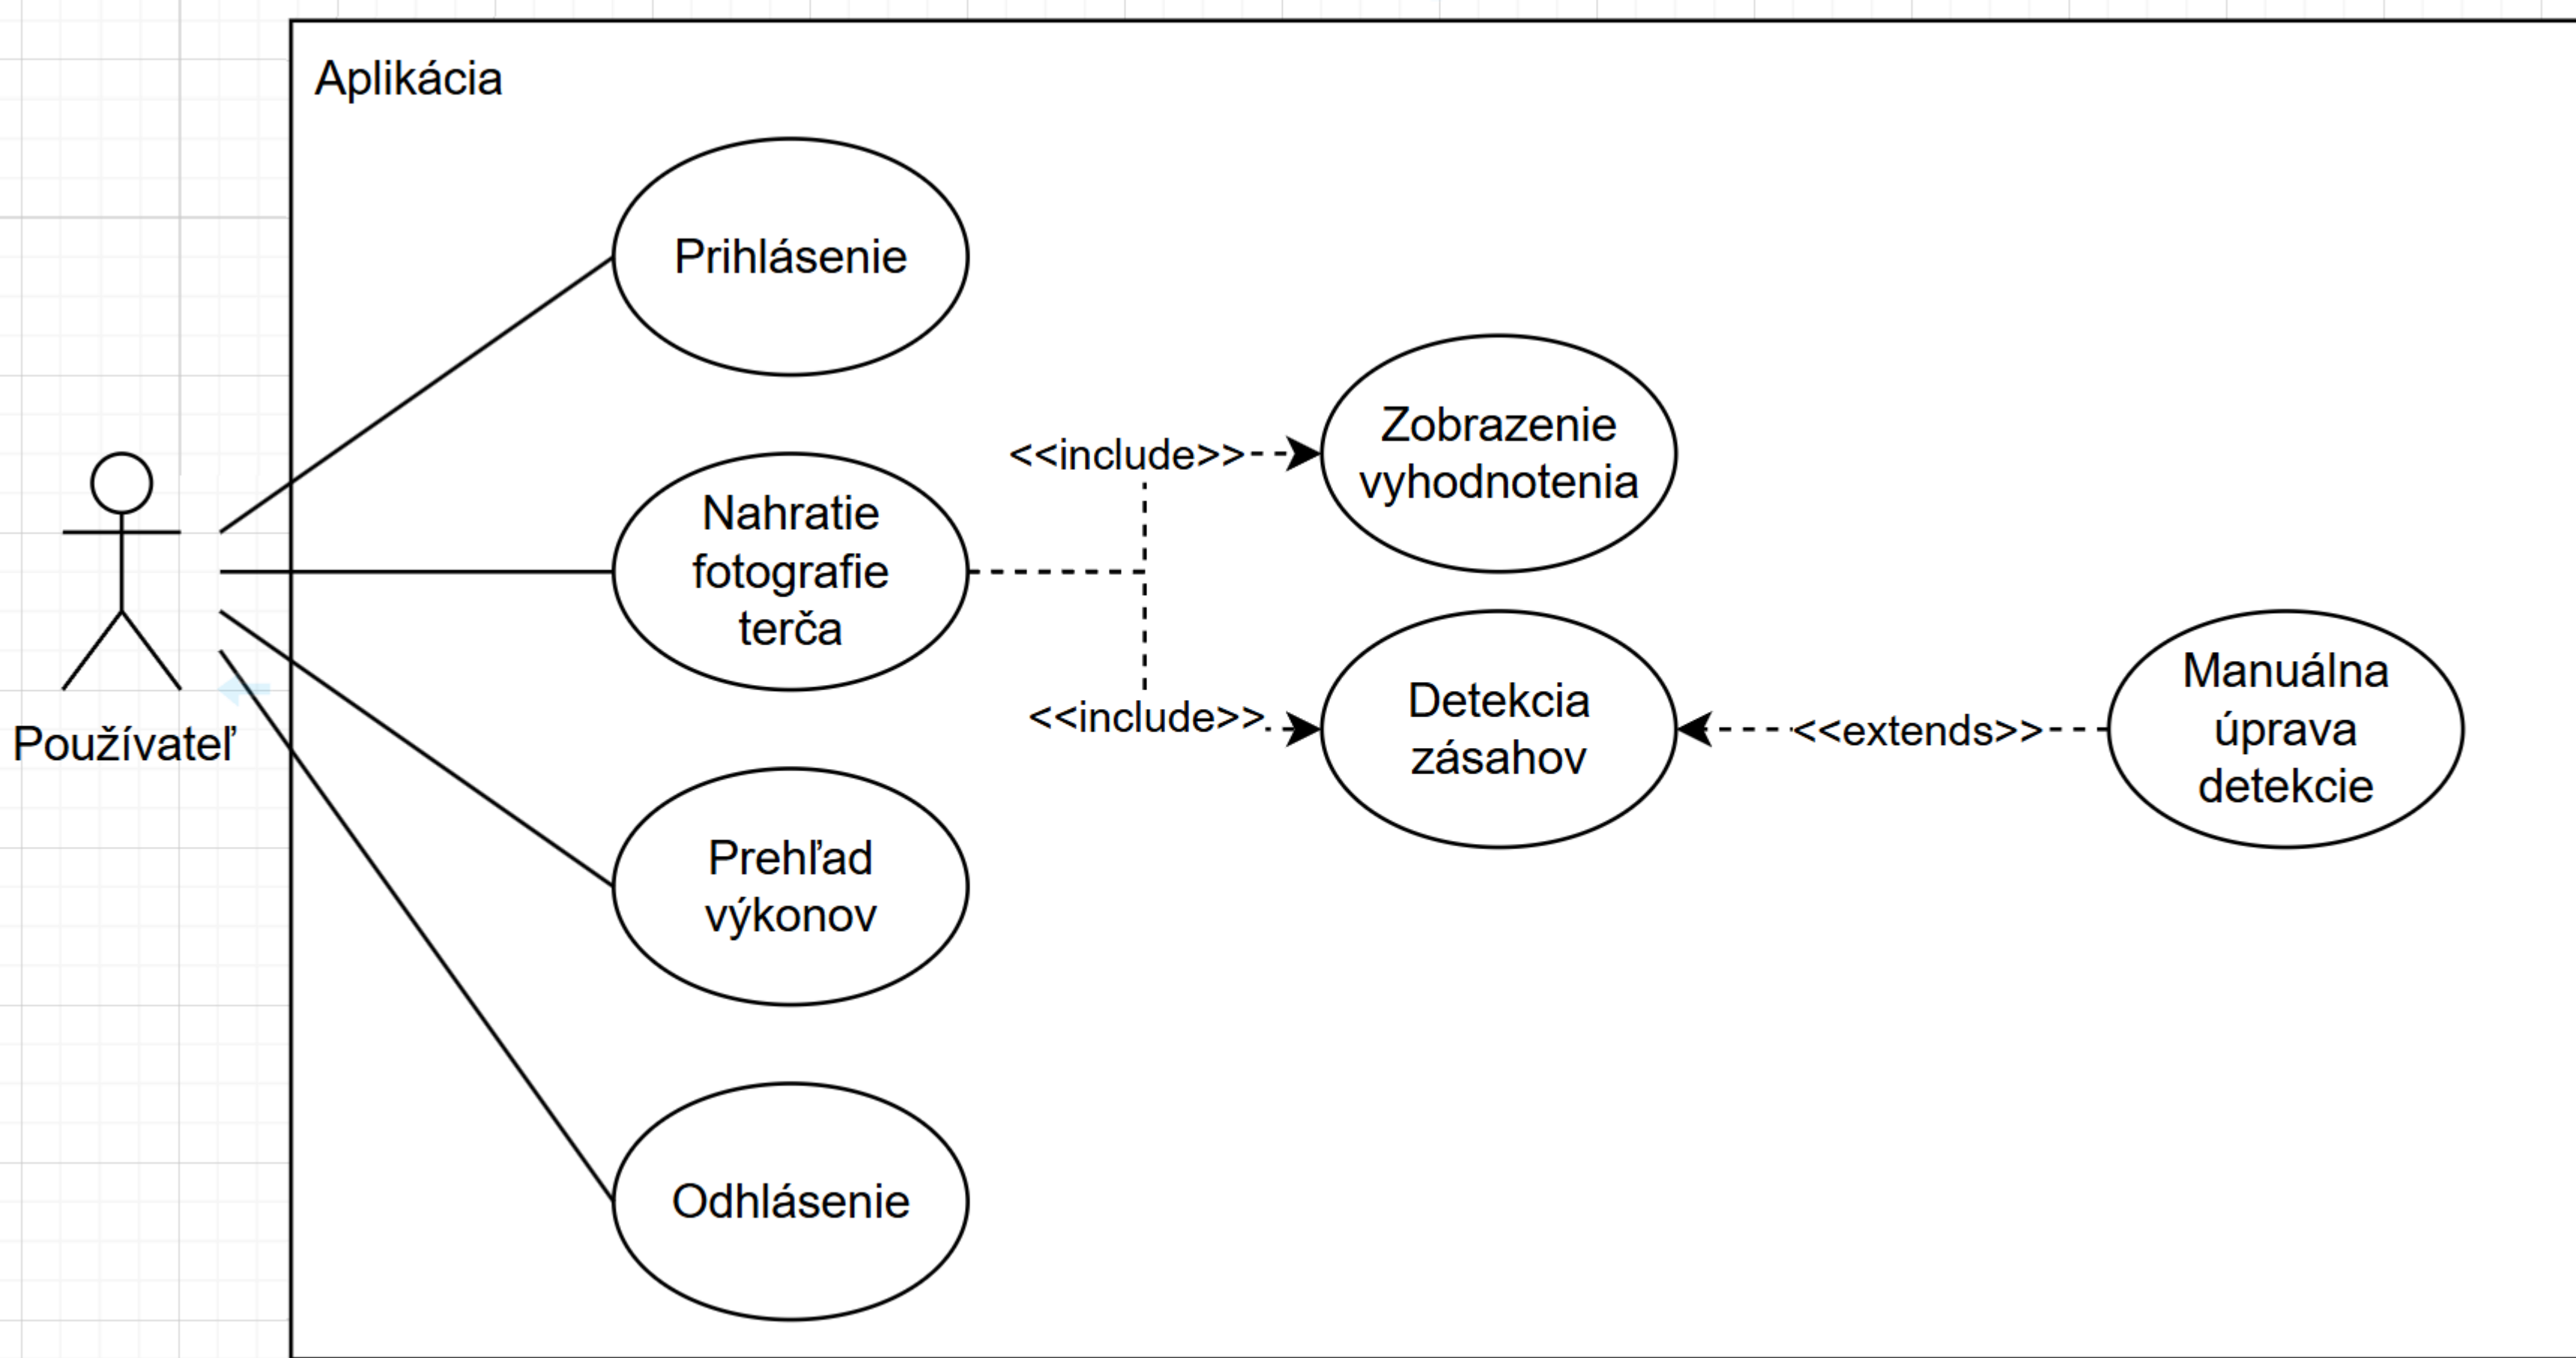 Aplikácia
Prihlásenie
Nahratie
fotografie
terča
Prehľad
výkonov
Odhlásenie
Používateľ
<<include>>
<<include>>
Zobrazenie
vyhodnotenia
Detekcia
zásahov
<<extends>>
Manuálna
úprava
detekcie